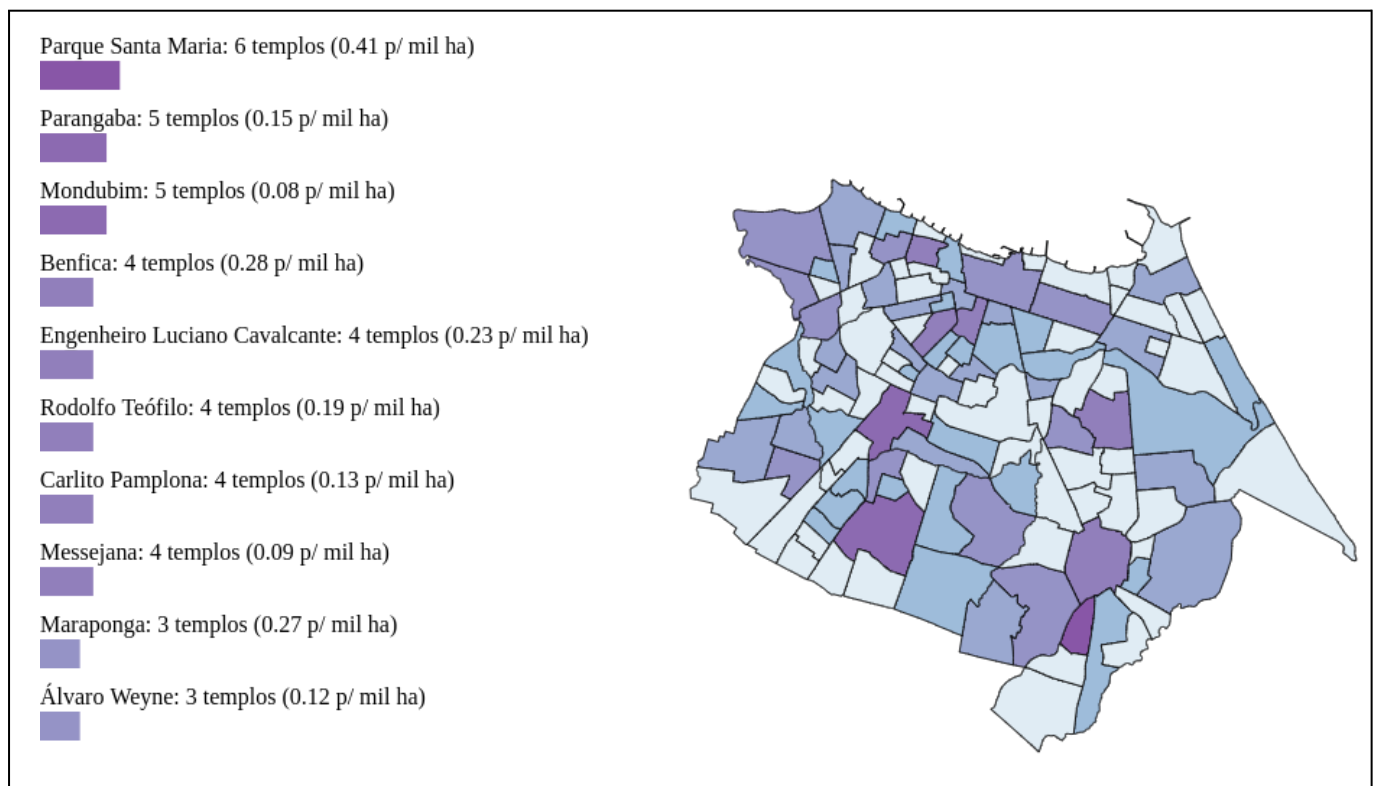 Parque Santa Maria: 6 templos (0.41 p/ mil ha)
Parangaba: 5 templos (0.15 p/ mil ha)
Mondubim: 5 templos (0.08 p/ mil ha)
Benfica: 4 templos (0.28 p/ mil ha)
Engenheiro Luciano Cavalcante: 4 templos (0.23 p/ mil ha)
Rodolfo Teófilo: 4 templos (0.19 p/ mil ha)
Carlito Pamplona: 4 templos (0.13 p/ mil ha)
Messejana: 4 templos (0.09 p/ mil ha)
Maraponga: 3 templos (0.27 p/ mil ha)
Álvaro Weyne: 3 templos (0.12 p/ mil ha)